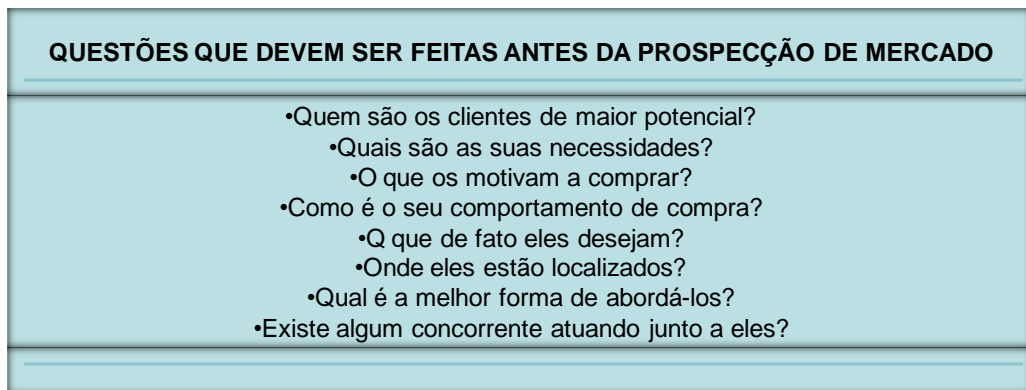 QUESTÕES QUE DEVEM SER FEITAS ANTES DA PROSPECÇÃO DE MERCADO
•Quem são os clientes de maior potencial?
•Quais são as suas necessidades?
•O que os motivam a comprar?
•Como é o seu comportamento de compra?
•Q que de fato eles desejam?
•Onde eles estão localizados?
•Qual é a melhor forma de abordá-los?
•Existe algum concorrente atuando junto a eles?